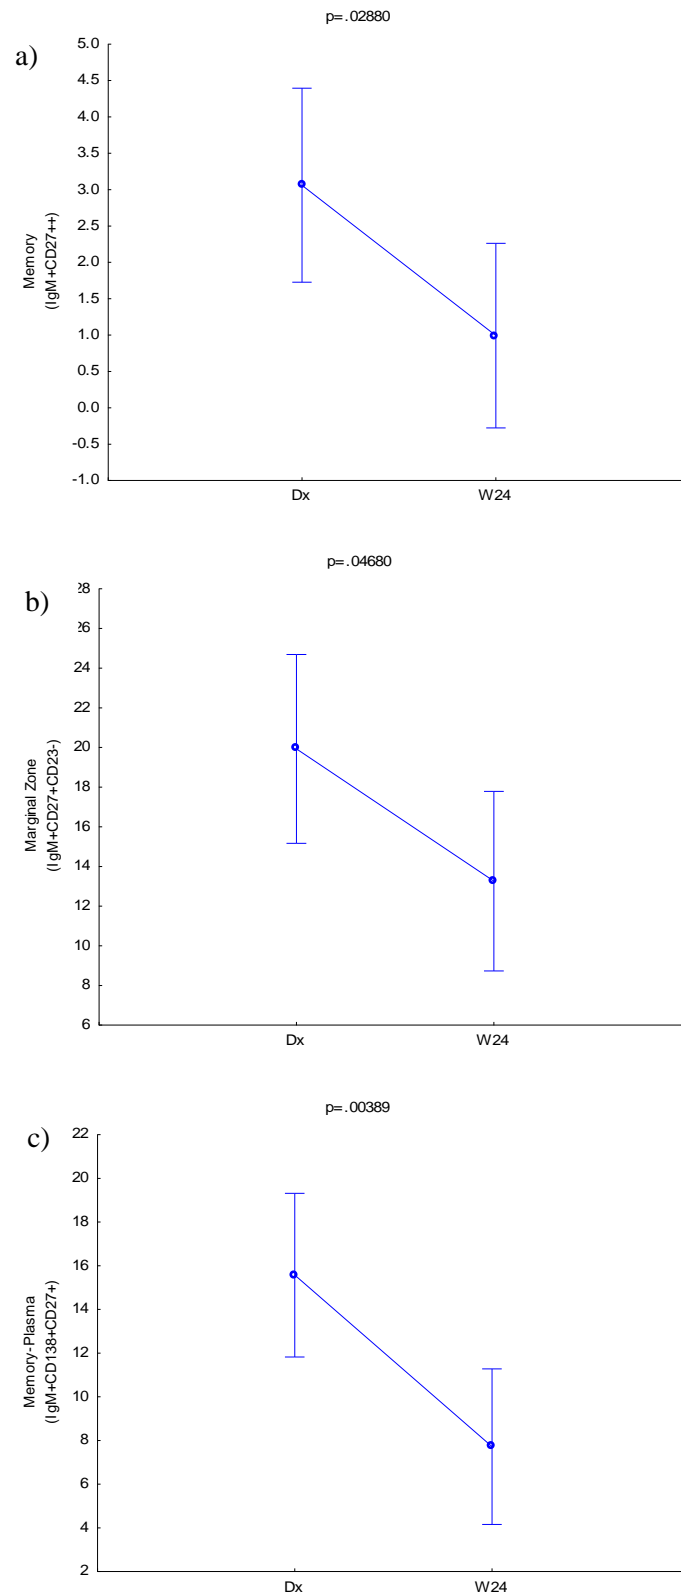 p=.02880
a)
5.0
4.5
4.0
3.5
3.0
2.5
2.0
1.5
1.0
0.5
0.0
-0.5
-1.0
Memory
(IgM+CD27++)
Dx W24
p=.04680
b)
28
26
24
22
20
18
16
14
12
10
8
6
Marginal Zone
(IgM+CD27+CD23-)
Dx W24
p=.00389
c)
22
20
18
16
14
12
10
8
6
4
2
Memory-Plasma
(IgM+CD138+CD27+)
Dx W24